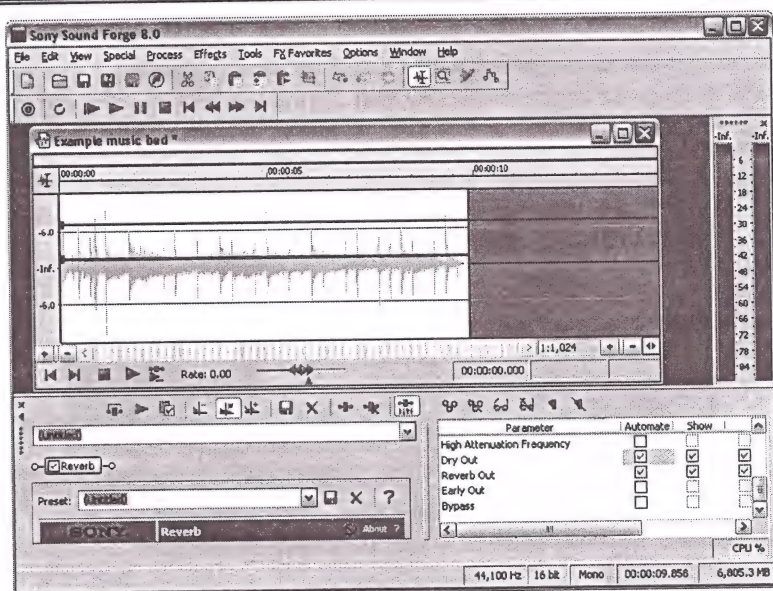 Sony Sound Forge 8.0
File Edit View Special Process Effects Tools FX Favorites Options Window Help
Example music bad *
-Inf. -Inf.
00:00:00 ,00:00:05 ,00:00:10
6
12
18
24
30
36
42
48
54
60
66
72
78
84
-6.0
-Inf.
-6.0
1:1,024
Rate: 0.00
00:00:00.000
(Untitled)
Reverb
Preset: (Untitled)
SONY Reverb About ?
Parameter Automate Show
High Attenuation Frequency
Dry Out
Reverb Out
Early Out
Bypass
CPU %
44,100 Hz 16 bit Mono 00:00:09.858 6,805.3 MB